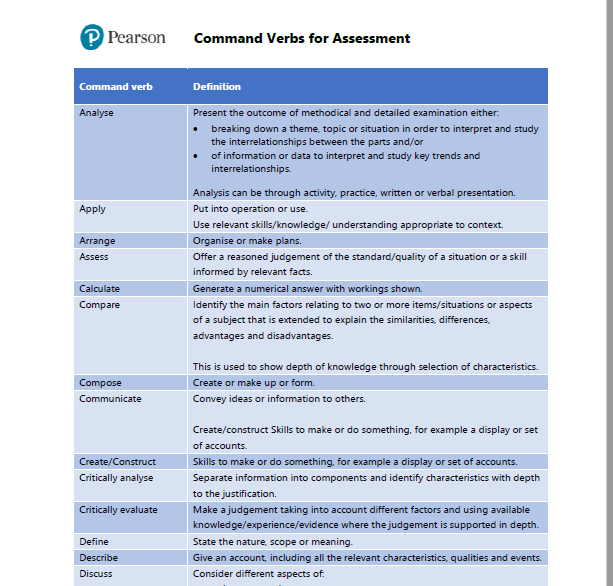 Pearson
Command Verbs for Assessment
Command verb Definition
Analyse Present the outcome of methodical and detailed examination either:
• breaking down a theme, topic or situation in order to interpret and study
the interrelationships between the parts and/or
• of information or data to interpret and study key trends and
interrelationships.
Analysis can be through activity, practice, written or verbal presentation.
Apply Put into operation or use.
Use relevant skills/knowledge/ understanding appropriate to context.
Arrange Organise or make plans.
Assess Offer a reasoned judgement of the standard/quality of a situation or a skill
informed by relevant facts.
Calculate Generate a numerical answer with workings shown.
Compare Identify the main factors relating to two or more items/situations or aspects
of a subject that is extended to explain the similarities, differences,
advantages and disadvantages.
This is used to show depth of knowledge through selection of characteristics.
Compose Create or make up or form.
Communicate Convey ideas or information to others.
Create/construct Skills to make or do something, for example a display or set
of accounts.
Create/Construct Skills to make or do something, for example a display or set of accounts.
Critically analyse Separate information into components and identify characteristics with depth
to the justification.
Critically evaluate Make a judgement taking into account different factors and using available
knowledge/experience/evidence where the judgement is supported in depth.
Define State the nature, scope or meaning.
Describe Give an account, including all the relevant characteristics, qualities and events.
Discuss Consider different aspects of: